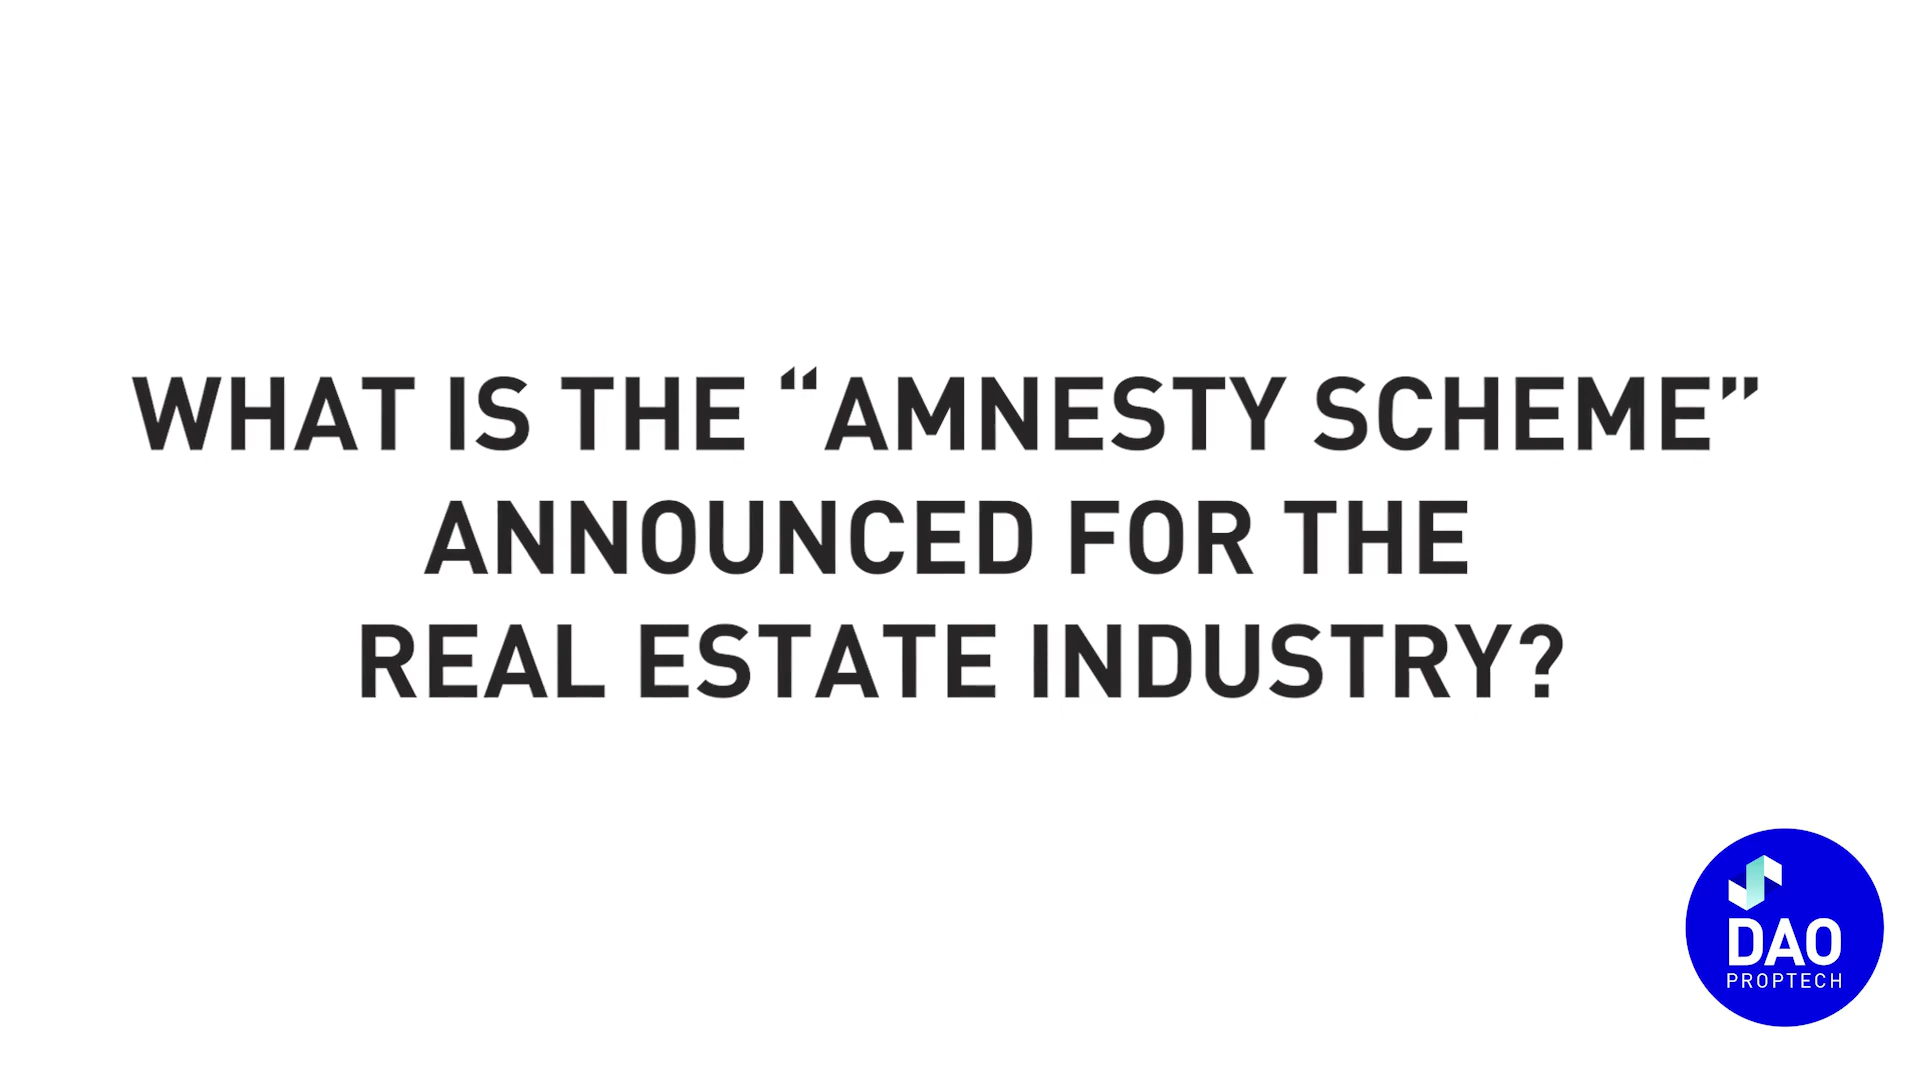 WHAT IS THE “AMNESTY SCHEME”
ANNOUNCED FOR THE
REAL ESTATE INDUSTRY?
DAO
PROPTECH